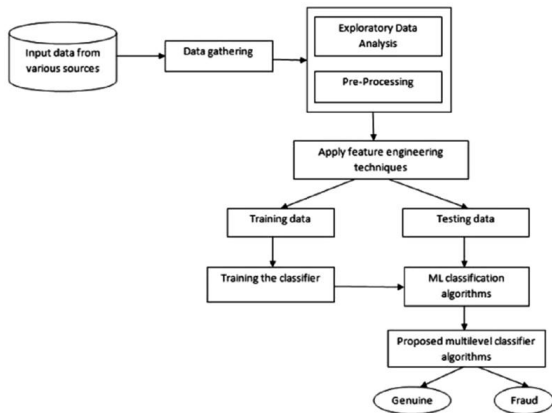 Input data from
various sources
Data gathering
Exploratory Data
Analysis
Pre-Processing
Apply feature engineering
techniques
Training data
Testing data
Training the classifier
ML classification
algorithms
Proposed multilevel classifier
algorithms
Genuine
Fraud